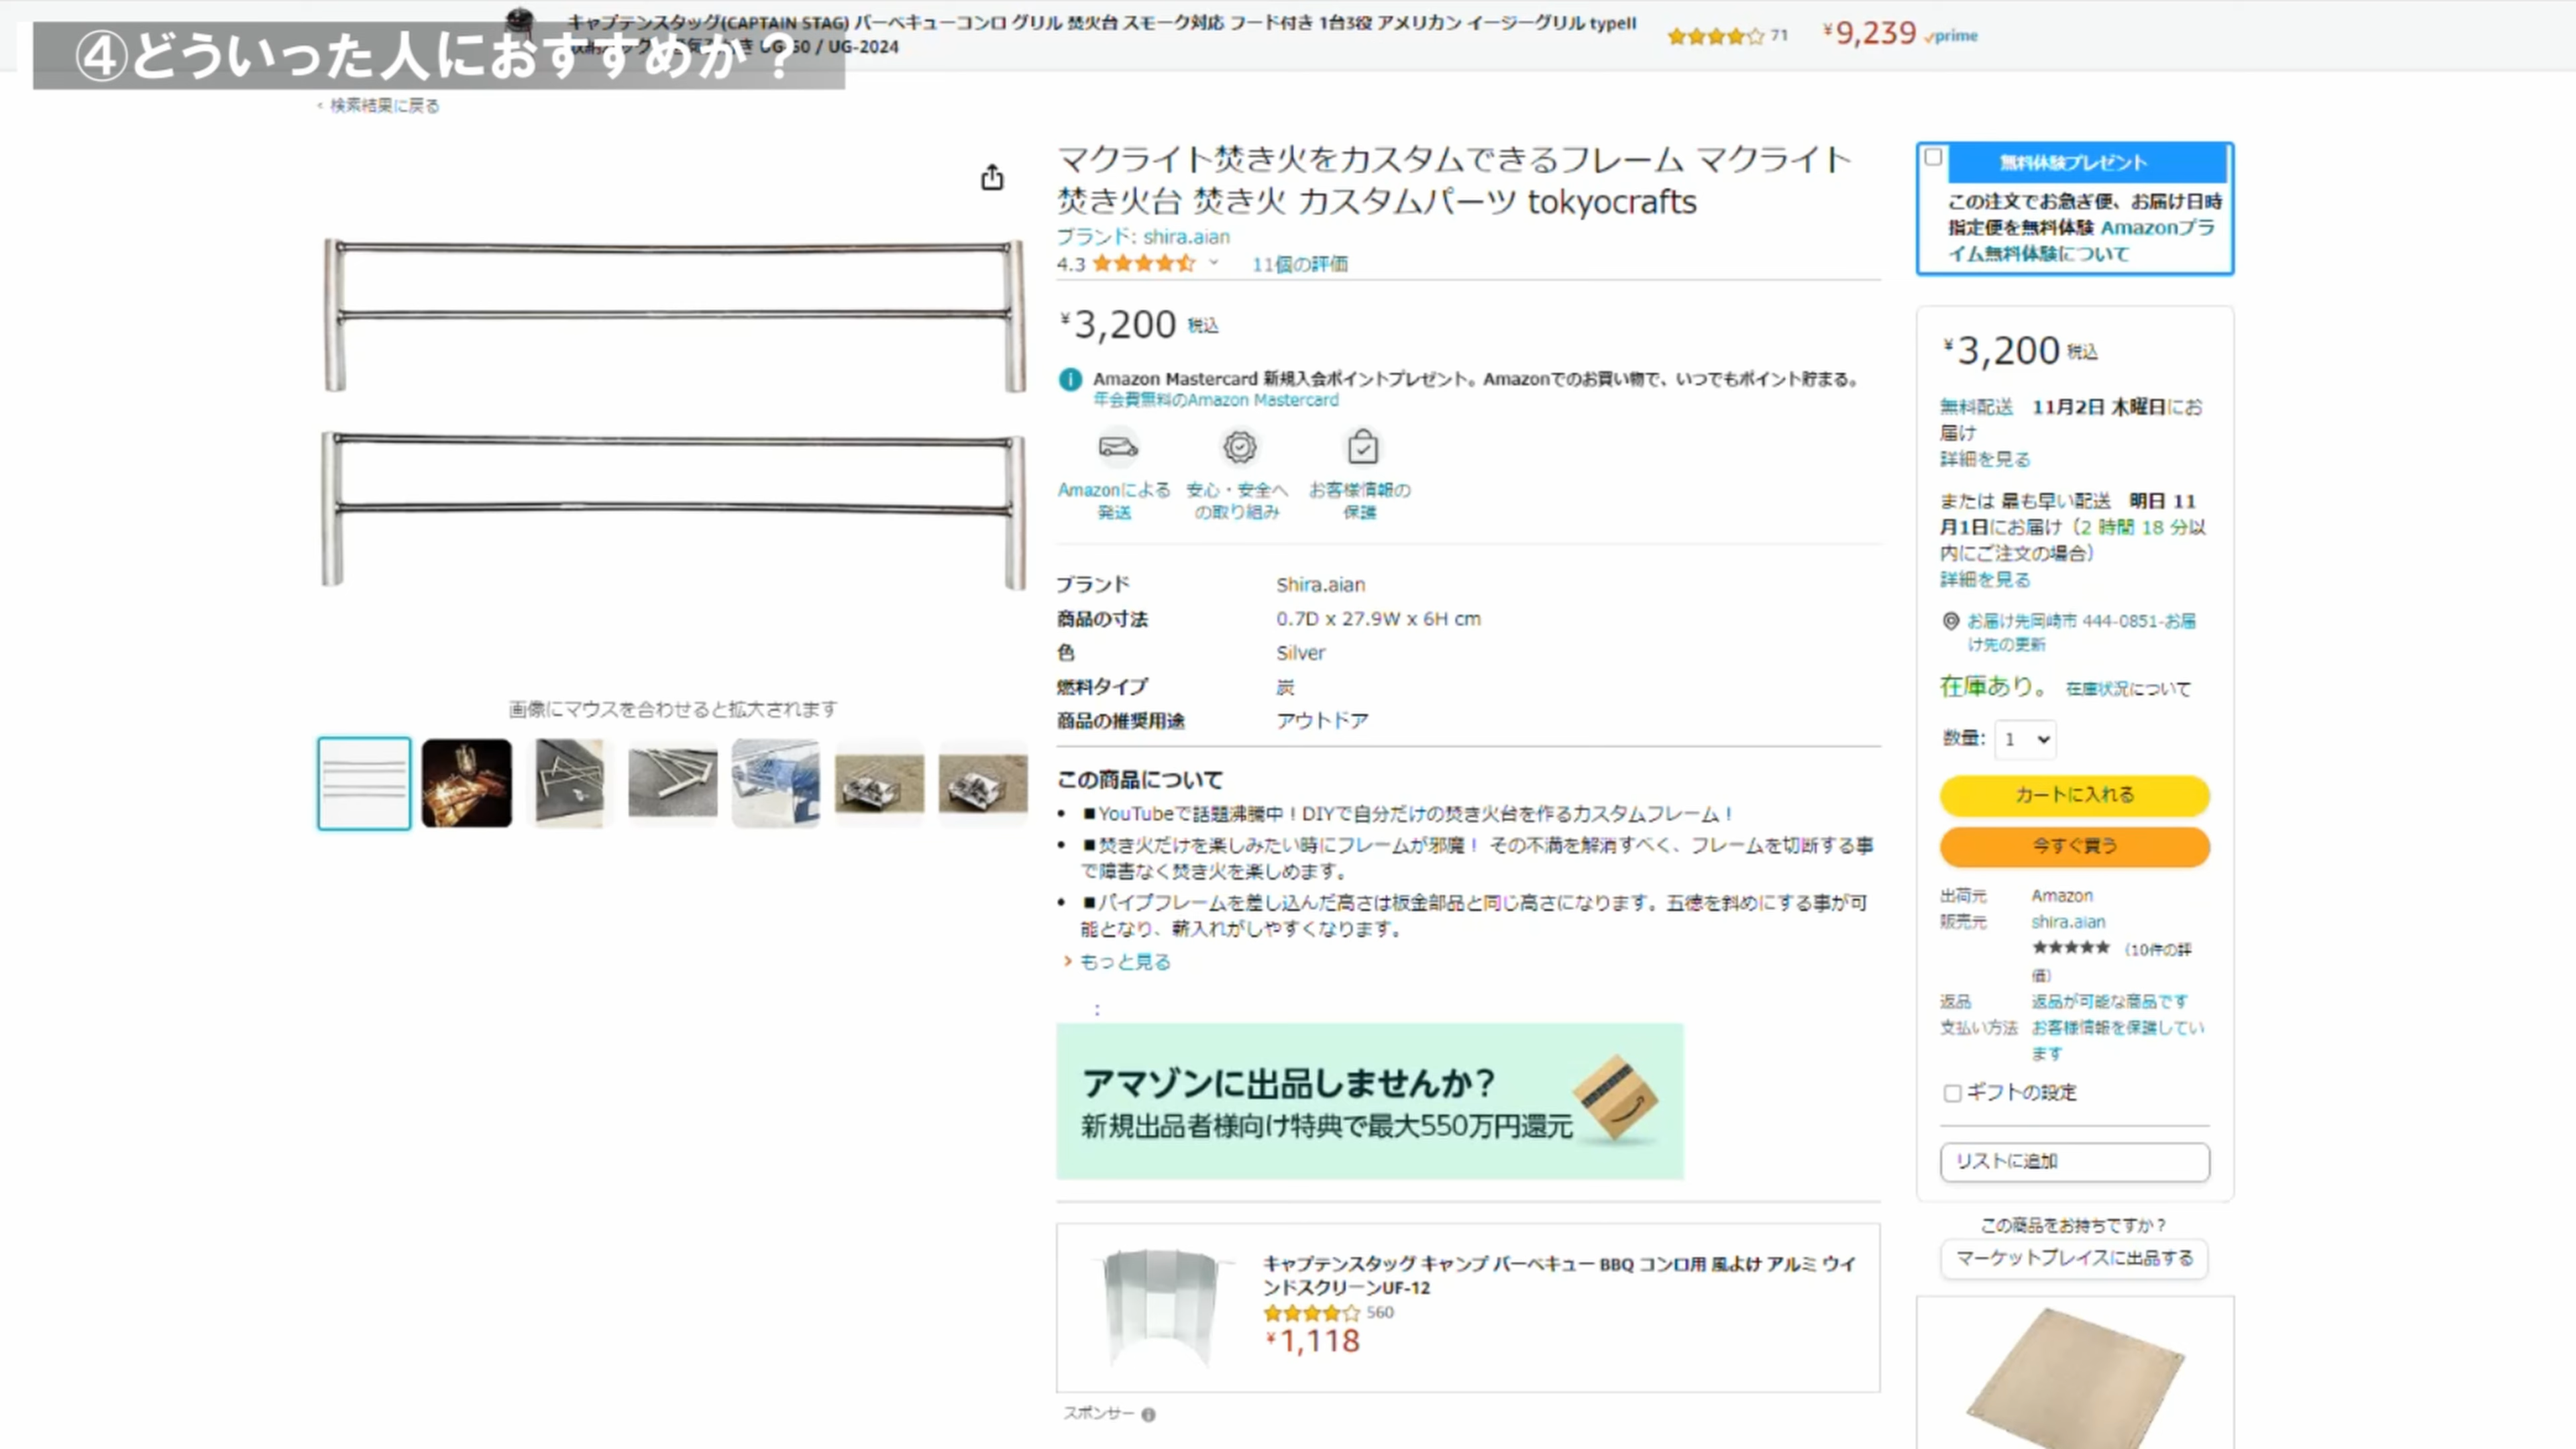 キャプテンスタッグ(CAPTAIN STAG) バーベキューコンロ グリル 焚火台 スモーク対応 フード付き 1台3役 アメリカン イージーグリル typeII
UG-50 / UG-2024
71
¥9,239 prime
④どういった人におすすめか？
‹ 検索結果に戻る
マクライト焚き火をカスタムできるフレーム マクライト
焚き火台 焚き火 カスタムパーツ tokyocrafts
ブランド: shira.aian
4.3 11個の評価
¥3,200 税込
Amazon Mastercard 新規入会ポイントプレゼント。Amazonでのお買い物で、いつでもポイント貯まる。
年会費無料のAmazon Mastercard
Amazonによる
発送
安心・安全へ
の取り組み
お客様情報の
保護
ブランド Shira.aian
商品の寸法 0.7D x 27.9W x 6H cm
色 Silver
燃料タイプ 炭
商品の推奨用途 アウトドア
画像にマウスを合わせると拡大されます
この商品について
• ■YouTubeで話題沸騰中！DIYで自分だけの焚き火台を作るカスタムフレーム！
• ■焚き火だけを楽しみたい時にフレームが邪魔！ その不満を解消すべく、フレームを切断する事
で障害なく焚き火を楽しめます。
• ■パイプフレームを差し込んだ高さは板金部品と同じ高さになります。五徳を斜めにする事が可
能となり、薪入れがしやすくなります。
› もっと見る
:
アマゾンに出品しませんか？
新規出品者様向け特典で最大550万円還元
キャプテンスタッグ キャンプ バーベキュー BBQ コンロ用 風よけ アルミ ウイ
ンドスクリーンUF-12
560
¥1,118
スポンサー
無料体験プレゼント
この注文でお急ぎ便、お届け日時
指定便を無料体験 Amazonプラ
イム無料体験について
¥3,200 税込
無料配送 11月2日 木曜日にお
届け
詳細を見る
または 最も早い配送 明日 11
月1日にお届け（2 時間 18 分以
内にご注文の場合）
詳細を見る
お届け先岡崎市 444-0851-お届
け先の更新
在庫あり。 在庫状況について
数量: 1
カートに入れる
今すぐ買う
出荷元 Amazon
販売元 shira.aian
★★★★★ （10件の評
価）
返品 返品が可能な商品です
支払い方法 お客様情報を保護してい
ます
ギフトの設定
リストに追加
この商品をお持ちですか？
マーケットプレイスに出品する